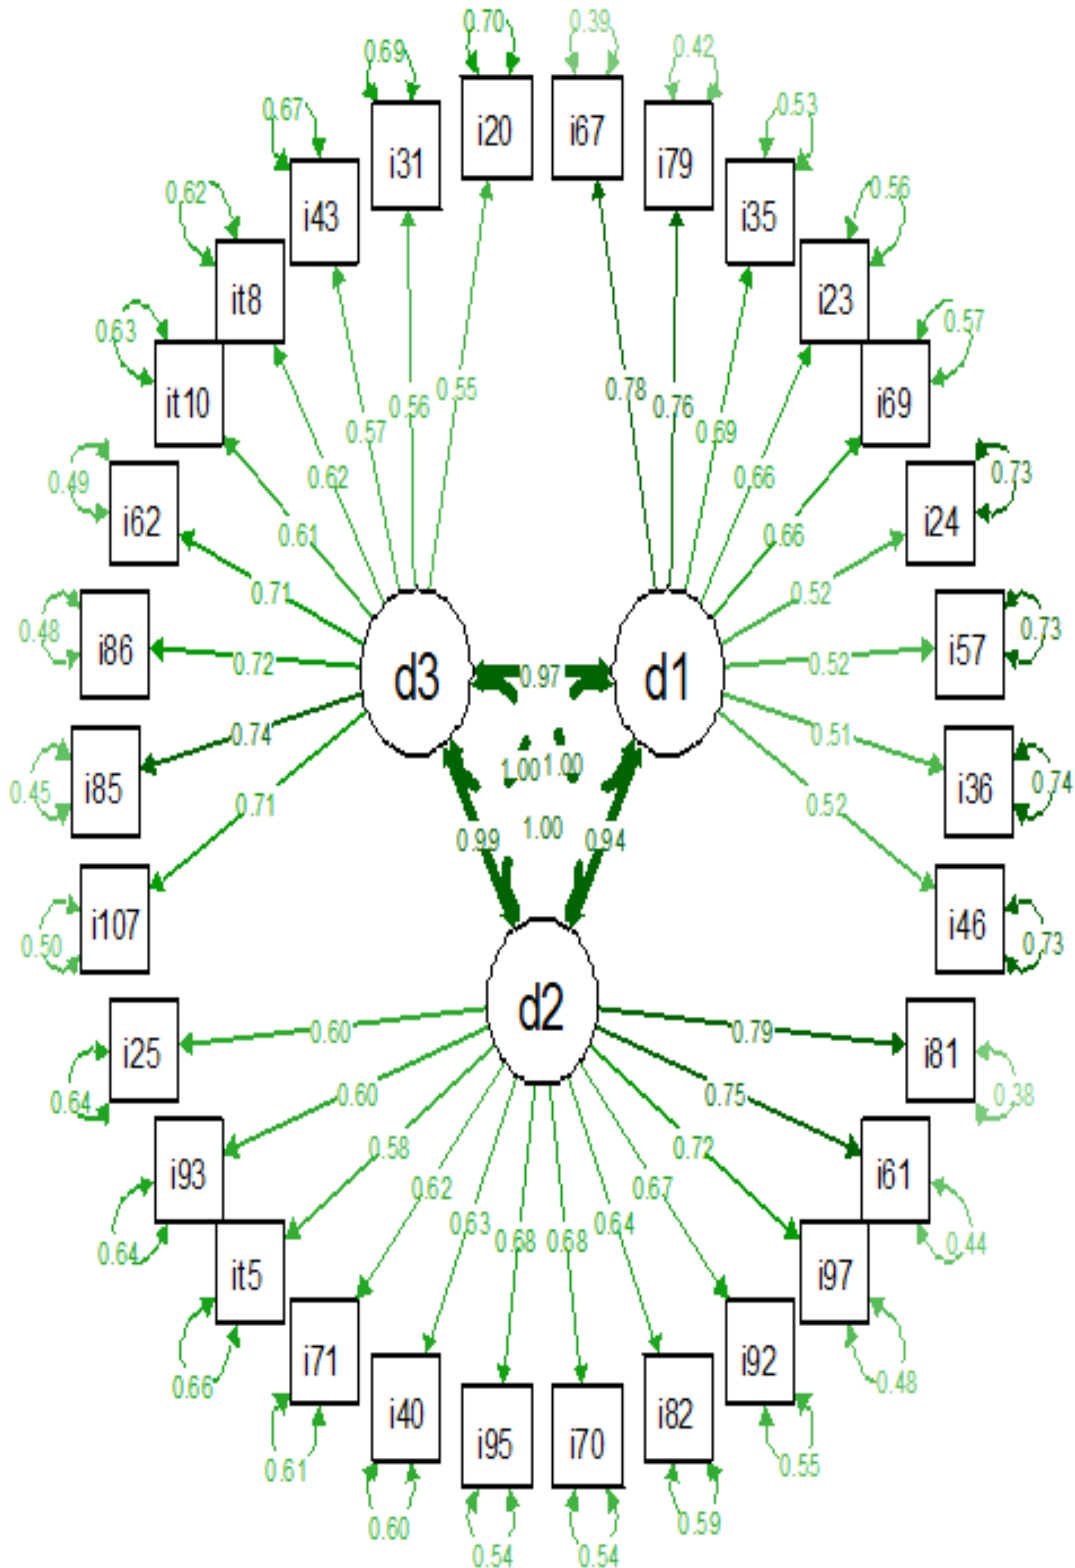 0.70 0.39
0.69 0.42
0.67 0.53
i20 i67
i31 i79
0.62 i43 i35 0.56
it8 i23
0.63 0.57
it10 i69
0.78 0.76 0.55
0.57 0.56 0.69
0.62 0.66
0.49 i62 0.61 0.66 i24 0.73
0.71 0.52
0.48 i86 0.72 0.52 i57 0.73
d3 0.97 d1
0.74 0.51
0.45 i85 1.00 1.00 i36 0.74
0.71 0.52
0.99 1.00 0.94
0.50 i107 i46 0.73
d2
i25 0.60 0.79 i81
0.64 0.60 0.75 0.38
0.58 0.72
i93 0.62 0.67 i61
0.64 0.63 0.68 0.68 0.64 0.44
it5 i97
i71 i92
0.66 0.48
i40 i82
i95 i70
0.61 0.55
0.60 0.59
0.54 0.54